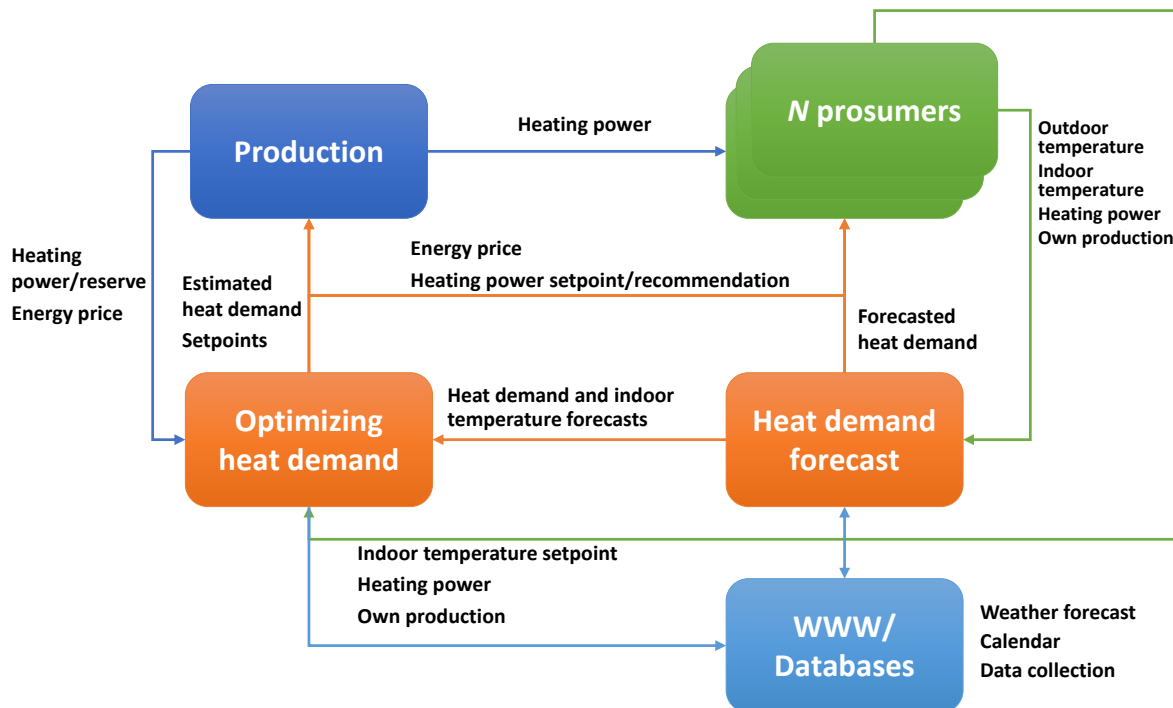 N prosumers
Production
Heating power
Outdoor
temperature
Indoor
temperature
Heating power
Own production
Heating
power/reserve
Energy price
Estimated
heat demand
Setpoints
Energy price
Heating power setpoint/recommendation
Forecasted
heat demand
Optimizing
heat demand
Heat demand and indoor
temperature forecasts
Heat demand
forecast
Indoor temperature setpoint
Heating power
Own production
WWW/
Databases
Weather forecast
Calendar
Data collection